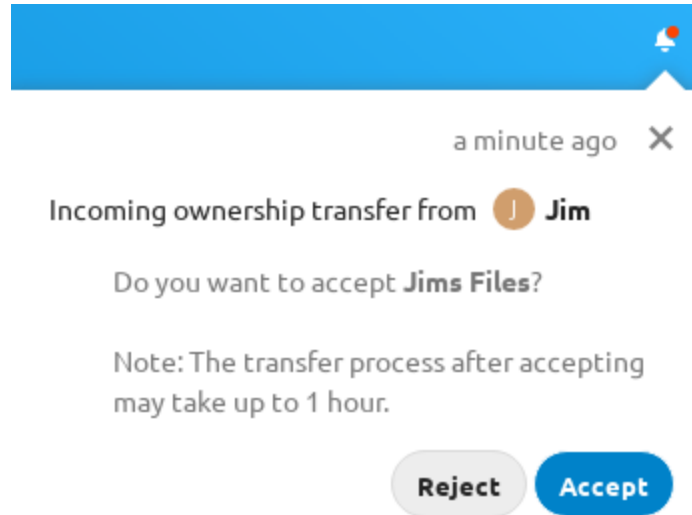 a minute ago
Incoming ownership transfer from J Jim
Do you want to accept Jims Files?
Note: The transfer process after accepting
may take up to 1 hour.
Reject Accept